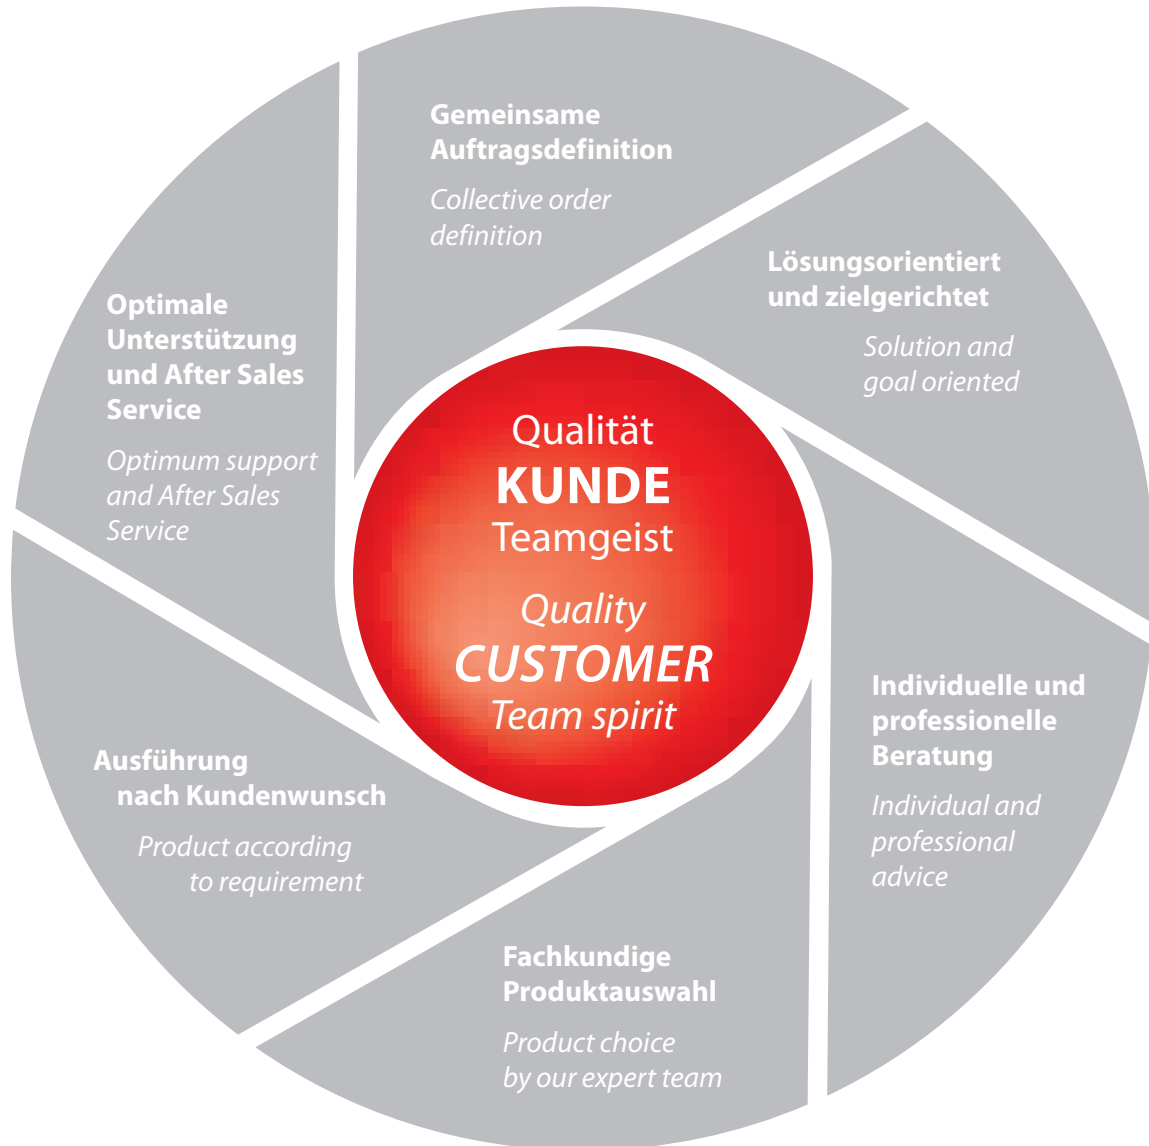 Gemeinsame
Auftragsdefinition
Collective order
definition
Lösungsorientiert
und zielgerichtet
Solution and
goal oriented
Optimale
Unterstützung
und After Sales
Service
Optimum support
and After Sales
Service
Qualität
KUNDE
Teamgeist
Quality
CUSTOMER
Team spirit
Individuelle und
professionelle
Beratung
Individual and
professional
advice
Ausführung
nach Kundenwunsch
Product according
to requirement
Fachkundige
Produktauswahl
Product choice
by our expert team